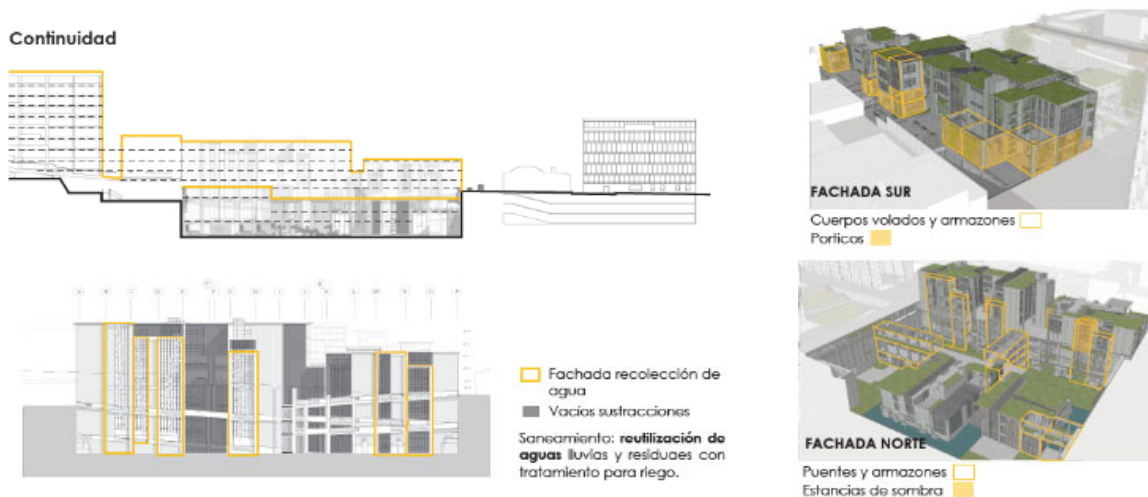 Continuidad
Fachada recolección de
agua
Vacíos sustracciones
Saneamiento: reutilización de
aguas lluvias y residuaes con
tratamiento para riego.
FACHADA SUR
Cuerpos volados y armazones
Porticos
FACHADA NORTE
Puentes y armazones
Estancias de sombra